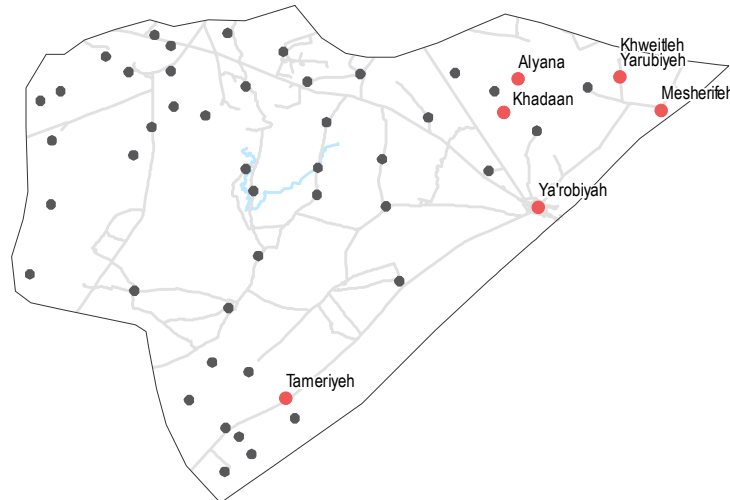 Khweitleh
Alyana
Yarubiyeh
Khadaan
Mesherifeh
Ya'robiyah
Tameriyeh